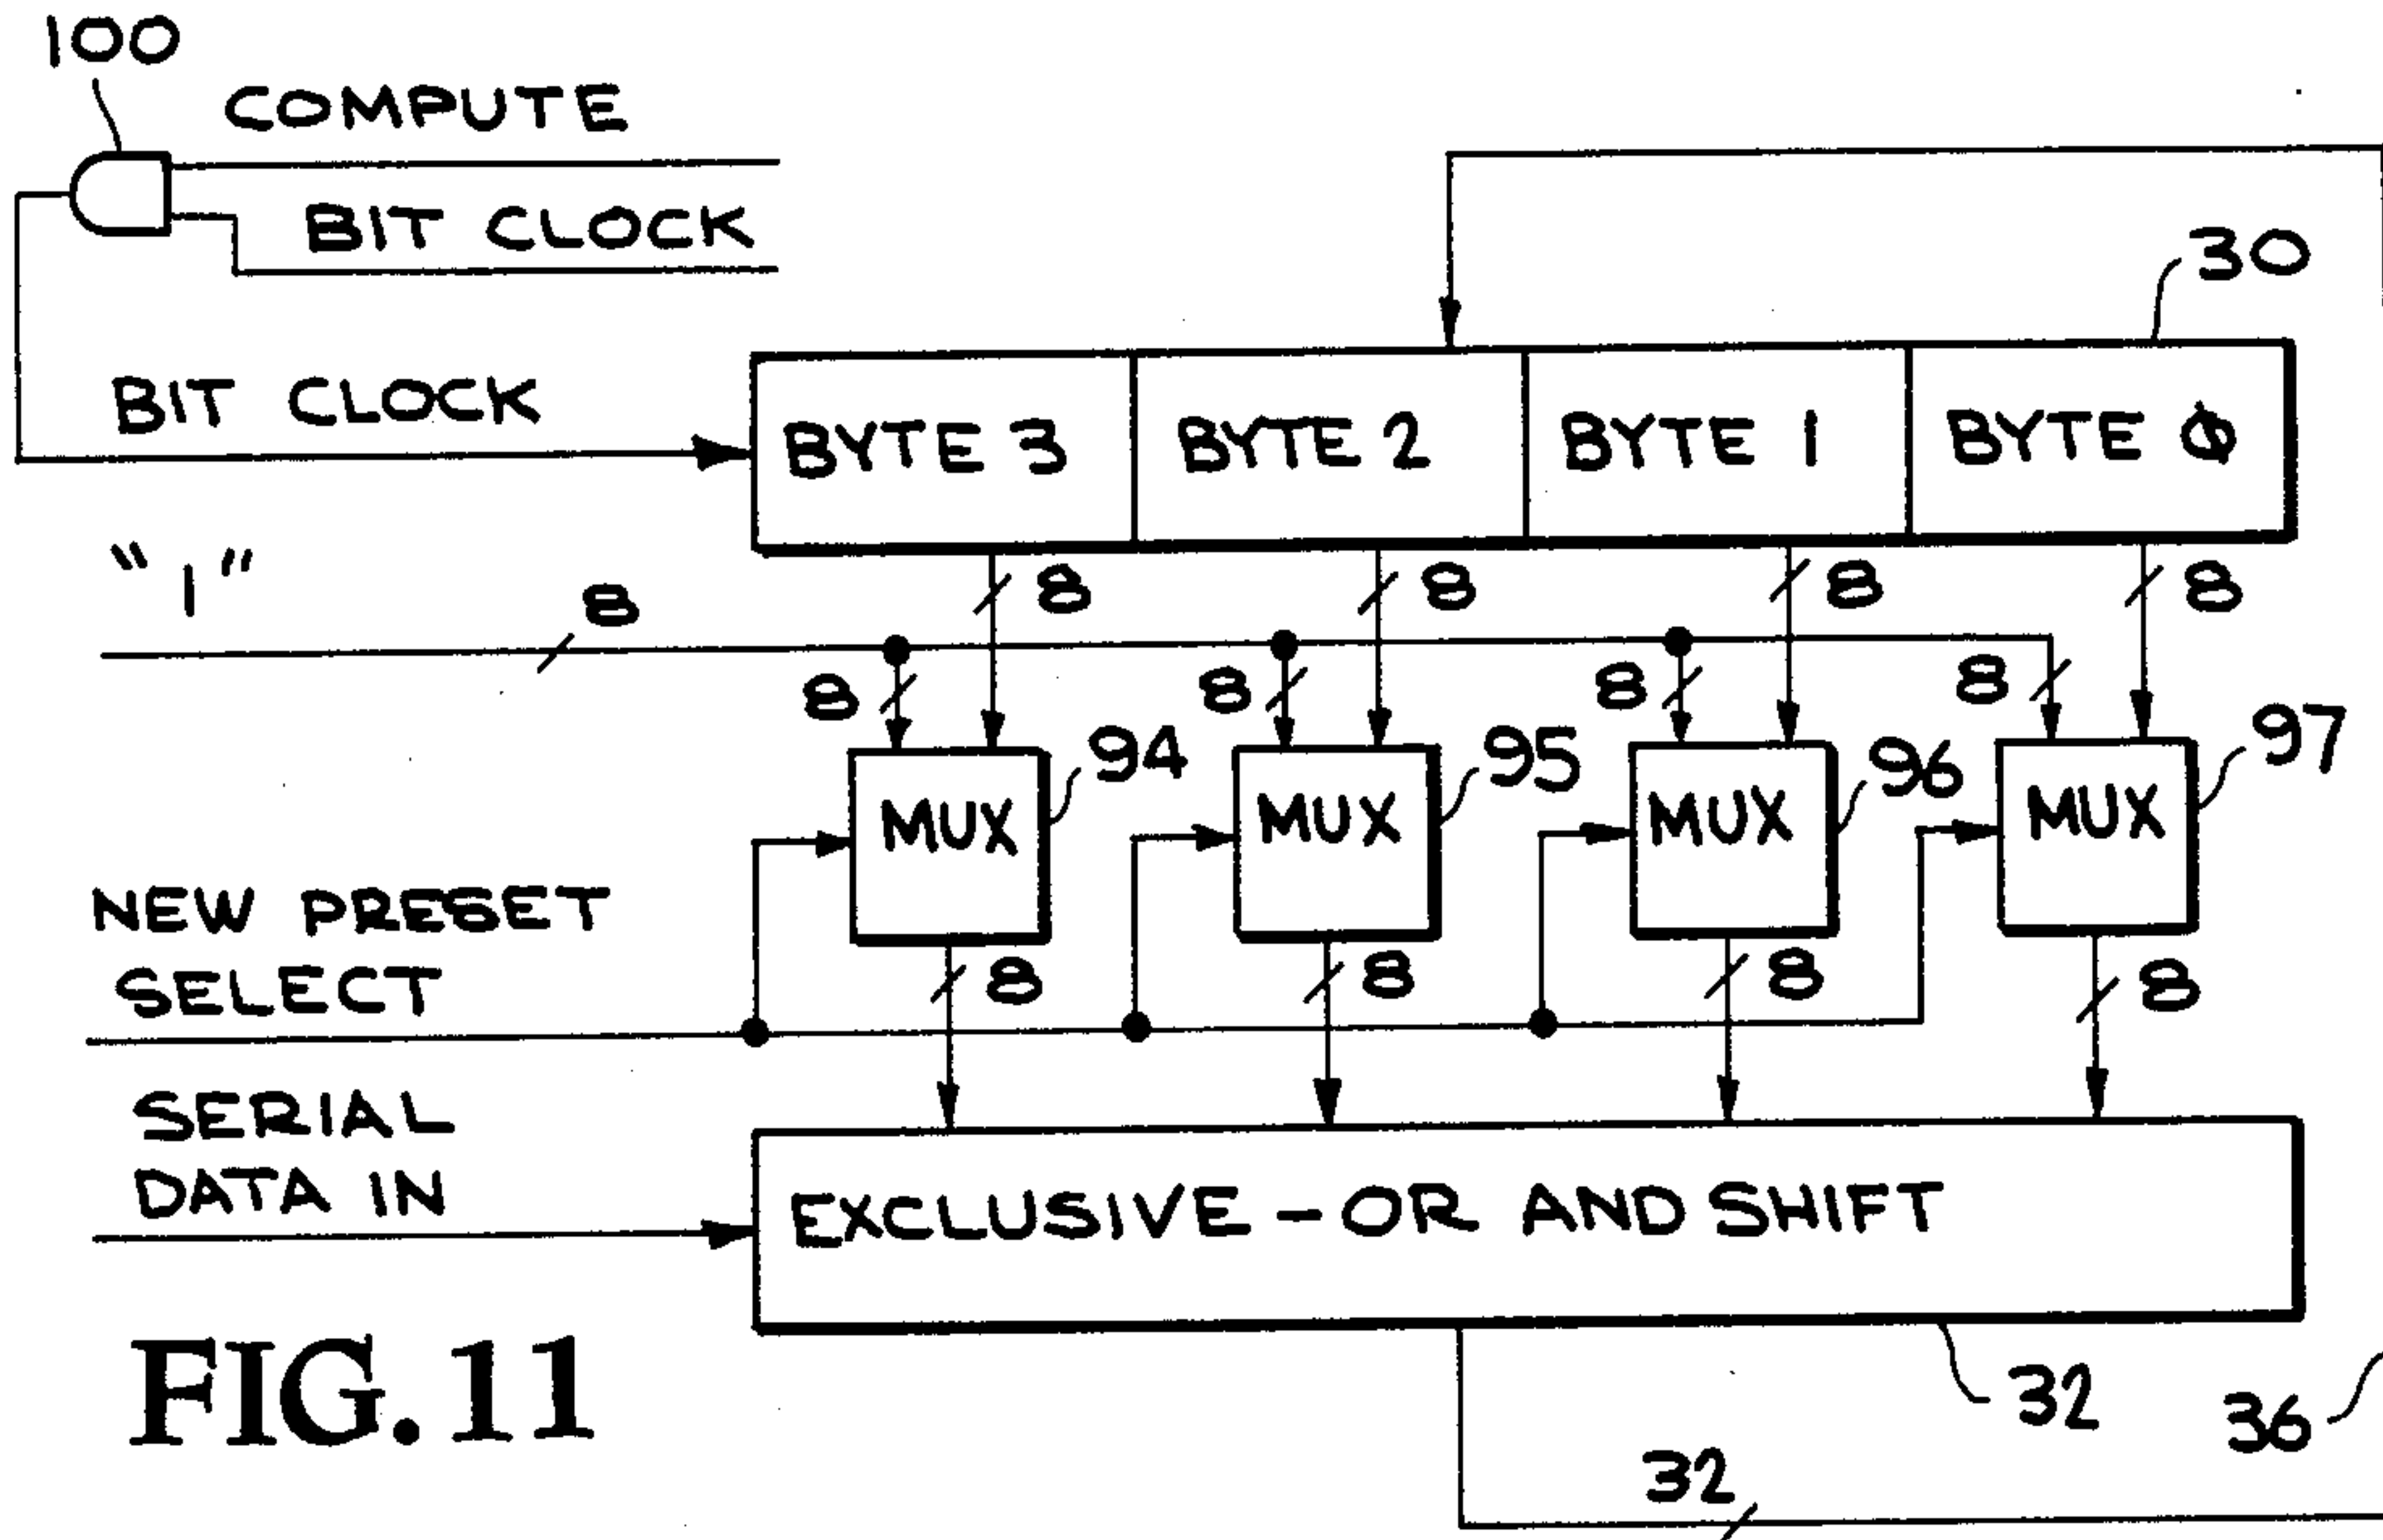 100
COMPUTE
BIT CLOCK
30
BIT CLOCK
BYTE 3 BYTE 2 BYTE 1 BYTE 0
"1"
8
8 8 8 8
8 8 8 8
94 95 96 97
MUX MUX MUX MUX
NEW PRESET
SELECT
8 8 8 8
SERIAL
DATA IN
EXCLUSIVE-OR AND SHIFT
FIG. 11
32
36
32